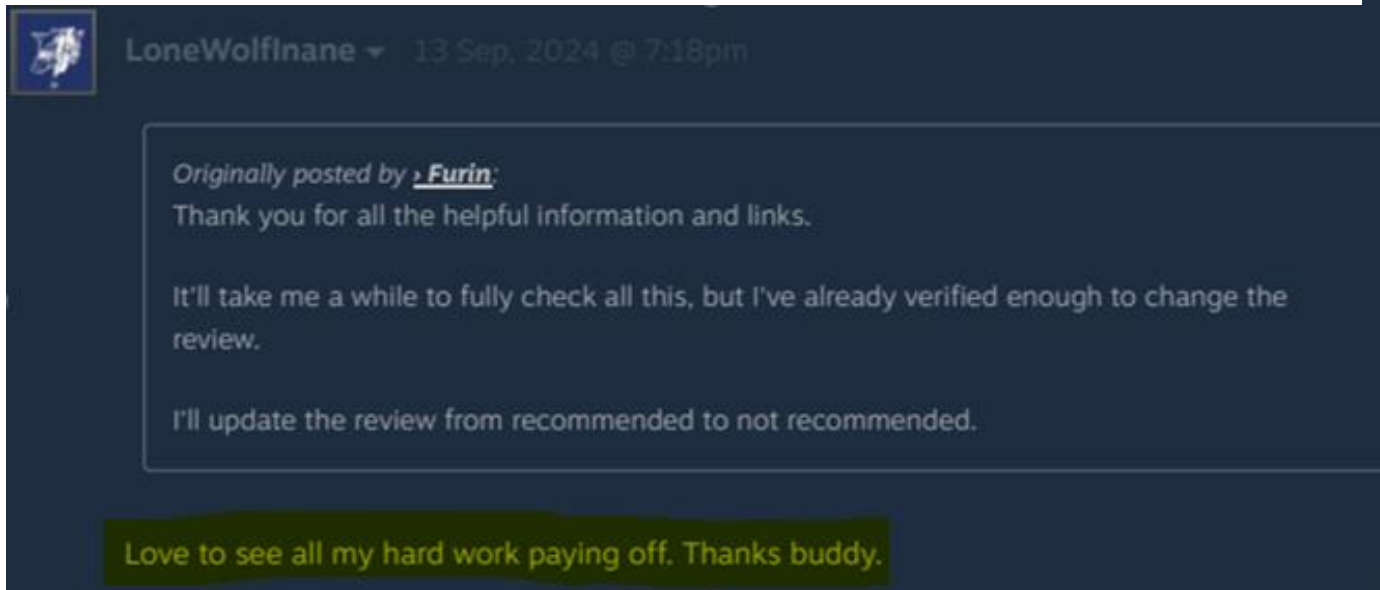 LoneWolfInane 13 Sep, 2024 @ 7:18pm
Originally posted by › Furin:
Thank you for all the helpful information and links.
It'll take me a while to fully check all this, but I've already verified enough to change the
review.
I'll update the review from recommended to not recommended.
Love to see all my hard work paying off. Thanks buddy.